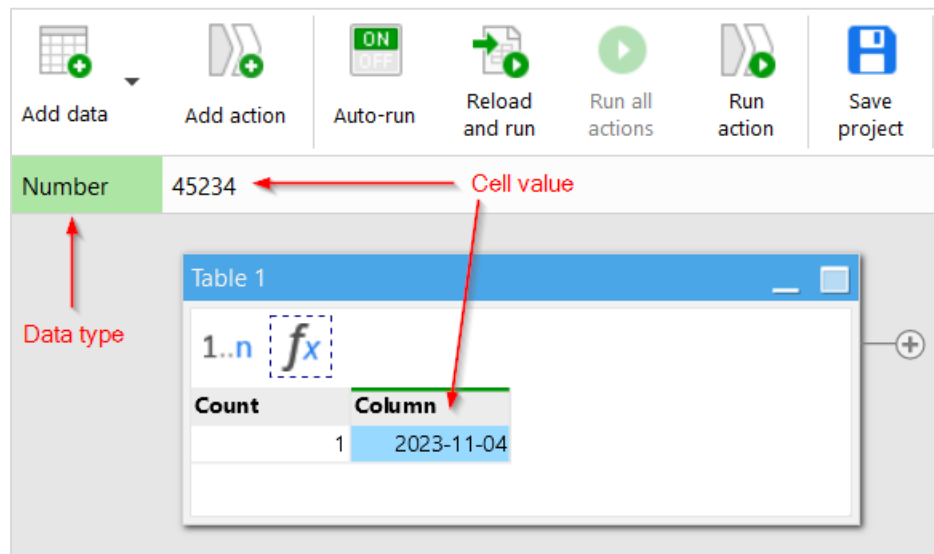 ON
OFF
Add data
Add action
Auto-run
Reload
and run
Run all
actions
Run
action
Save
project
Number
45234
Cell value
Data type
Table 1
1..n
fx
Count
Column
1
2023-11-04